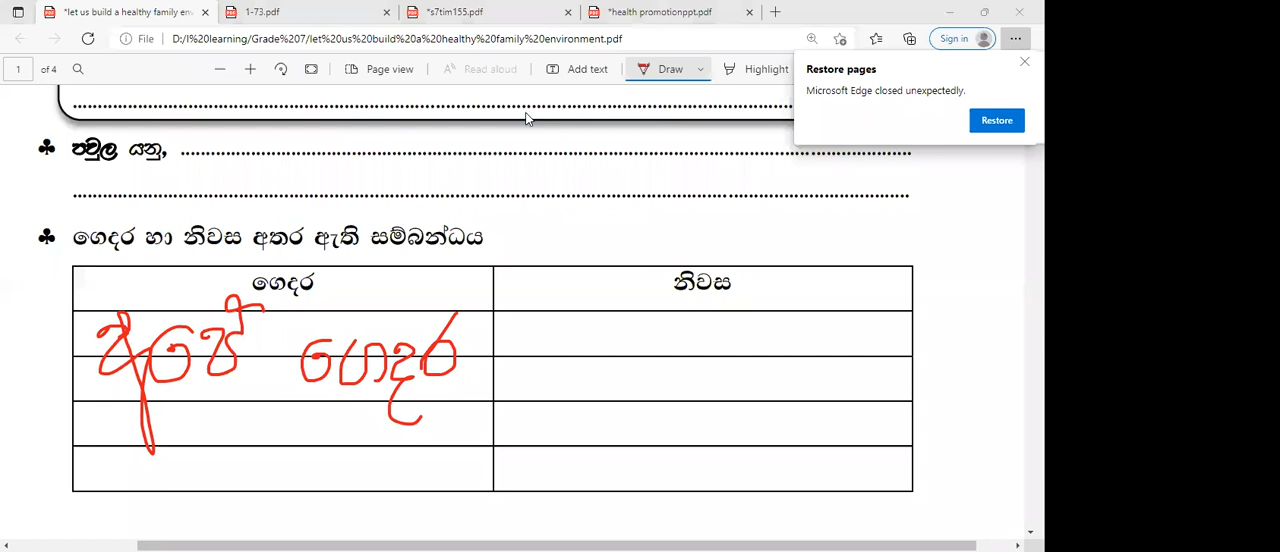 *let us build a healthy family env
1-73.pdf
*s7tim155.pdf
*health promotionppt.pdf
File
D:/I%20learning/Grade%207/let%20us%20build%20a%20healthy%20family%20environment.pdf
Sign in
1 of 4
Page view
Read aloud
Add text
Draw
Highlight
Restore pages
Microsoft Edge closed unexpectedly.
Restore
පවුල යනු,
ගෙදර හා නිවස අතර ඇති සම්බන්ධය
ගෙදර නිවස
අපේ ගෙදර